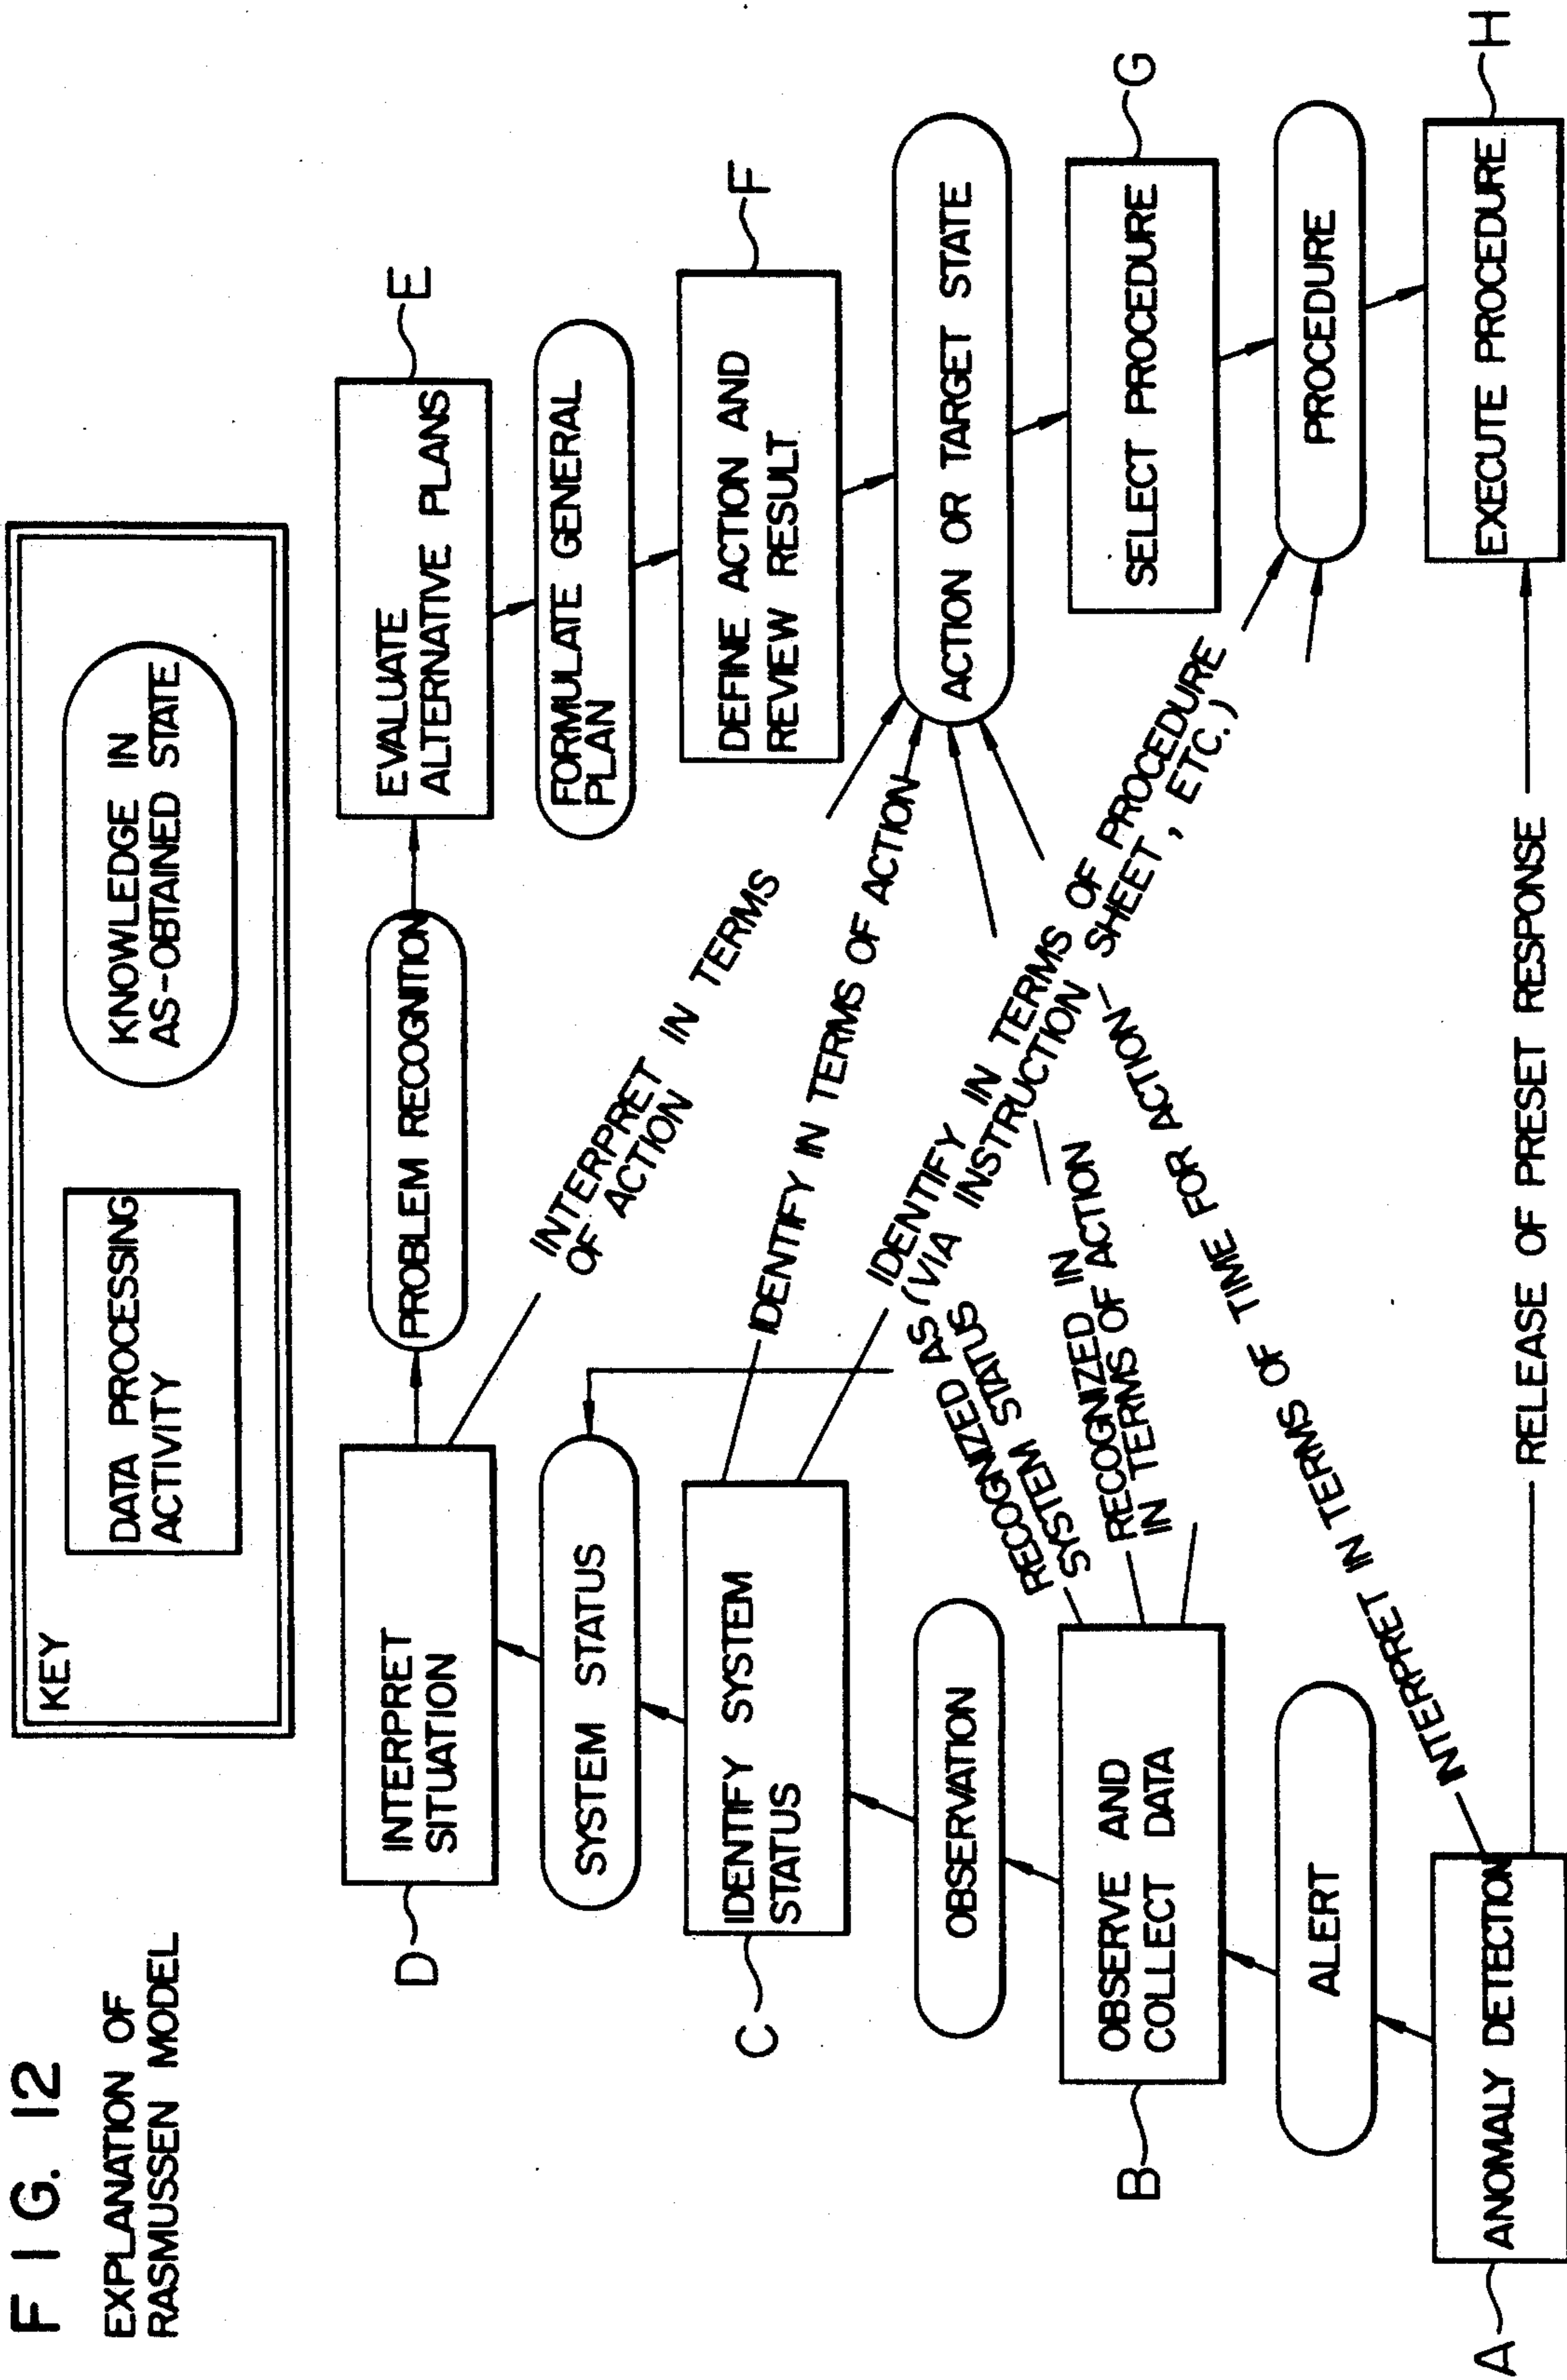 FIG. 12
EXPLANATION OF
RASMUSSEN MODEL
KEY
DATA PROCESSING
ACTIVITY
KNOWLEDGE IN
AS-OBTAINED STATE
D
INTERPRET
SITUATION
PROBLEM RECOGNITION
EVALUATE
ALTERNATIVE PLANS
E
INTERPRET IN TERMS
OF ACTION
SYSTEM STATUS
FORMULATE GENERAL
PLAN
C
IDENTIFY SYSTEM
STATUS
IDENTIFY IN TERMS OF ACTION
DEFINE ACTION AND
REVIEW RESULT
F
IDENTIFY IN TERMS OF PROCEDURE
(VIA INSTRUCTION SHEET, ETC.)
OBSERVATION
ACTION OR TARGET STATE
RECOGNIZED AS
SYSTEM STATUS
B
OBSERVE AND
COLLECT DATA
RECOGNIZED IN
IN TERMS OF ACTION
SELECT PROCEDURE
G
ALERT
INTERPRET IN TERMS OF TIME FOR ACTION
PROCEDURE
A
ANOMALY DETECTION
RELEASE OF PRESET RESPONSE
EXECUTE PROCEDURE
H